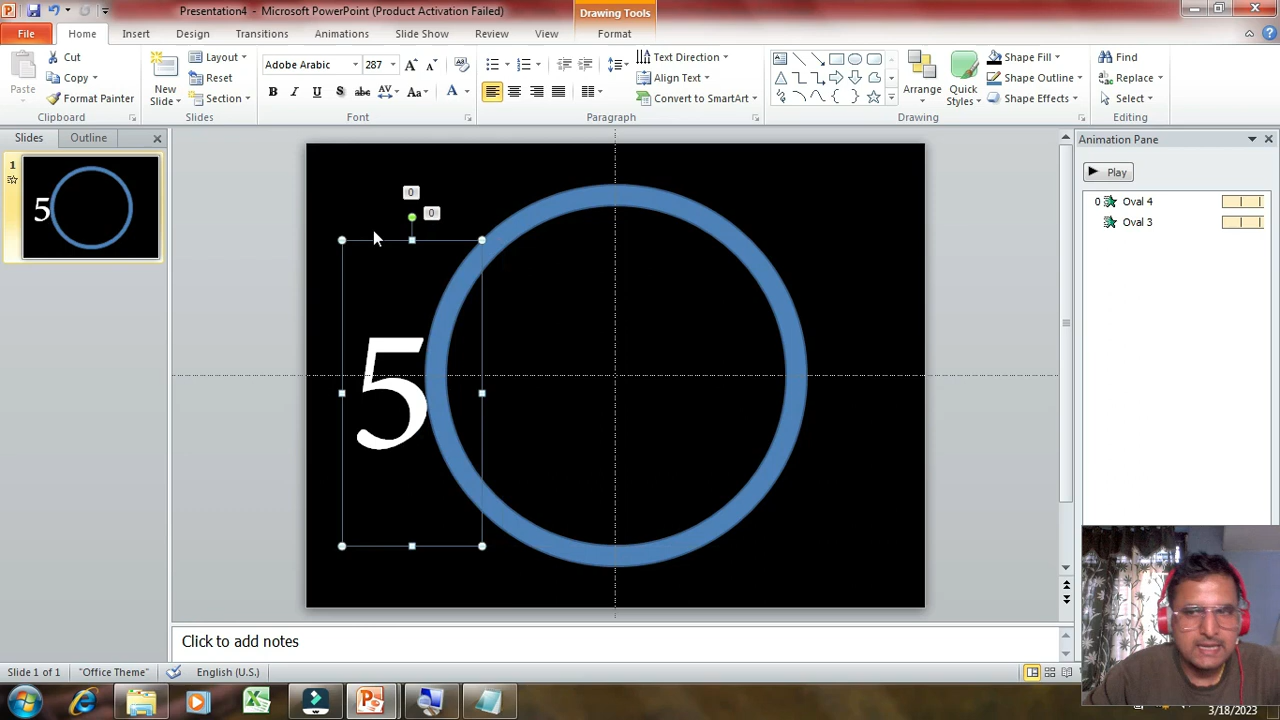 Presentation4 - Microsoft PowerPoint (Product Activation Failed)
Drawing Tools
File Home Insert Design Transitions Animations Slide Show Review View Format
Paste
Cut
Copy
Format Painter
Clipboard
New Slide
Layout
Reset
Section
Slides
Adobe Arabic 287
Font
Text Direction
Align Text
Convert to SmartArt
Paragraph
Arrange
Quick Styles
Shape Fill
Shape Outline
Shape Effects
Drawing
Find
Replace
Select
Editing
Slides Outline
1
5
0
0
5
Animation Pane
Play
0 Oval 4
Oval 3
Click to add notes
Slide 1 of 1 "Office Theme" English (U.S.)
3/18/2023